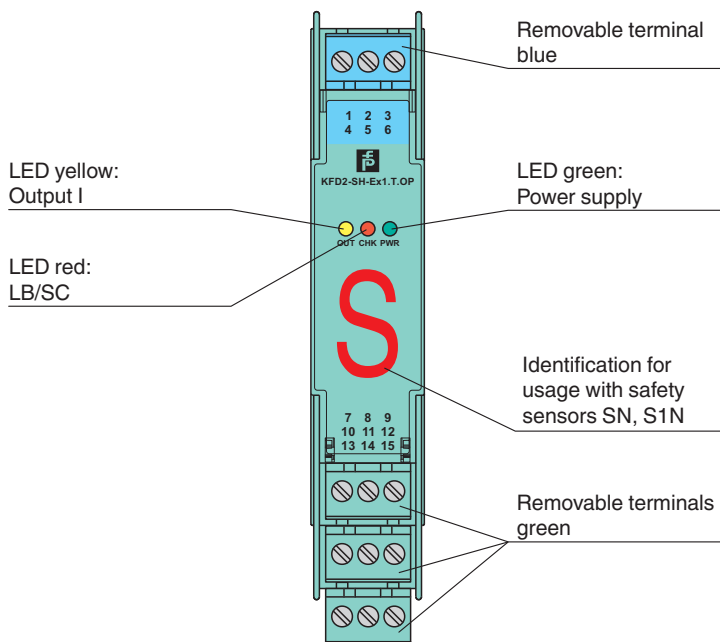 Removable terminal
blue
1 2 3
4 5 6
KFD2-SH-Ex1.T.OP
LED yellow:
Output I
LED green:
Power supply
OUT CHK PWR
LED red:
LB/SC
S
Identification for
usage with safety
sensors SN, S1N
7 8 9
10 11 12
13 14 15
Removable terminals
green